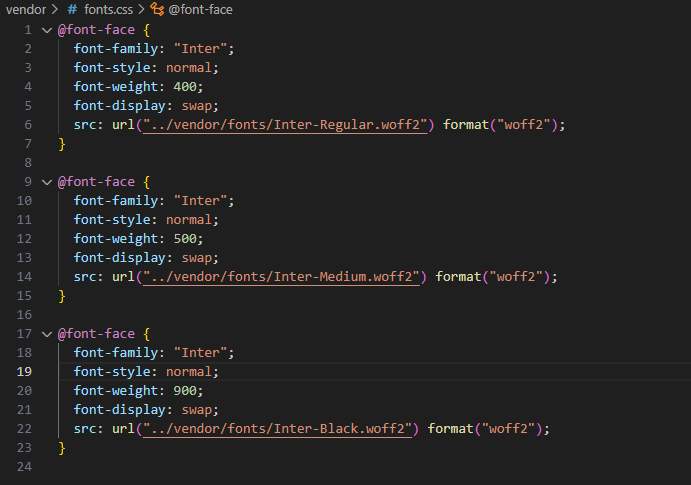 vendor > # fonts.css > @font-face
1 @font-face {
2 font-family: "Inter";
3 font-style: normal;
4 font-weight: 400;
5 font-display: swap;
6 src: url("../vendor/fonts/Inter-Regular.woff2") format("woff2");
7 }
8
9 @font-face {
10 font-family: "Inter";
11 font-style: normal;
12 font-weight: 500;
13 font-display: swap;
14 src: url("../vendor/fonts/Inter-Medium.woff2") format("woff2");
15 }
16
17 @font-face {
18 font-family: "Inter";
19 font-style: normal;
20 font-weight: 900;
21 font-display: swap;
22 src: url("../vendor/fonts/Inter-Black.woff2") format("woff2");
23 }
24